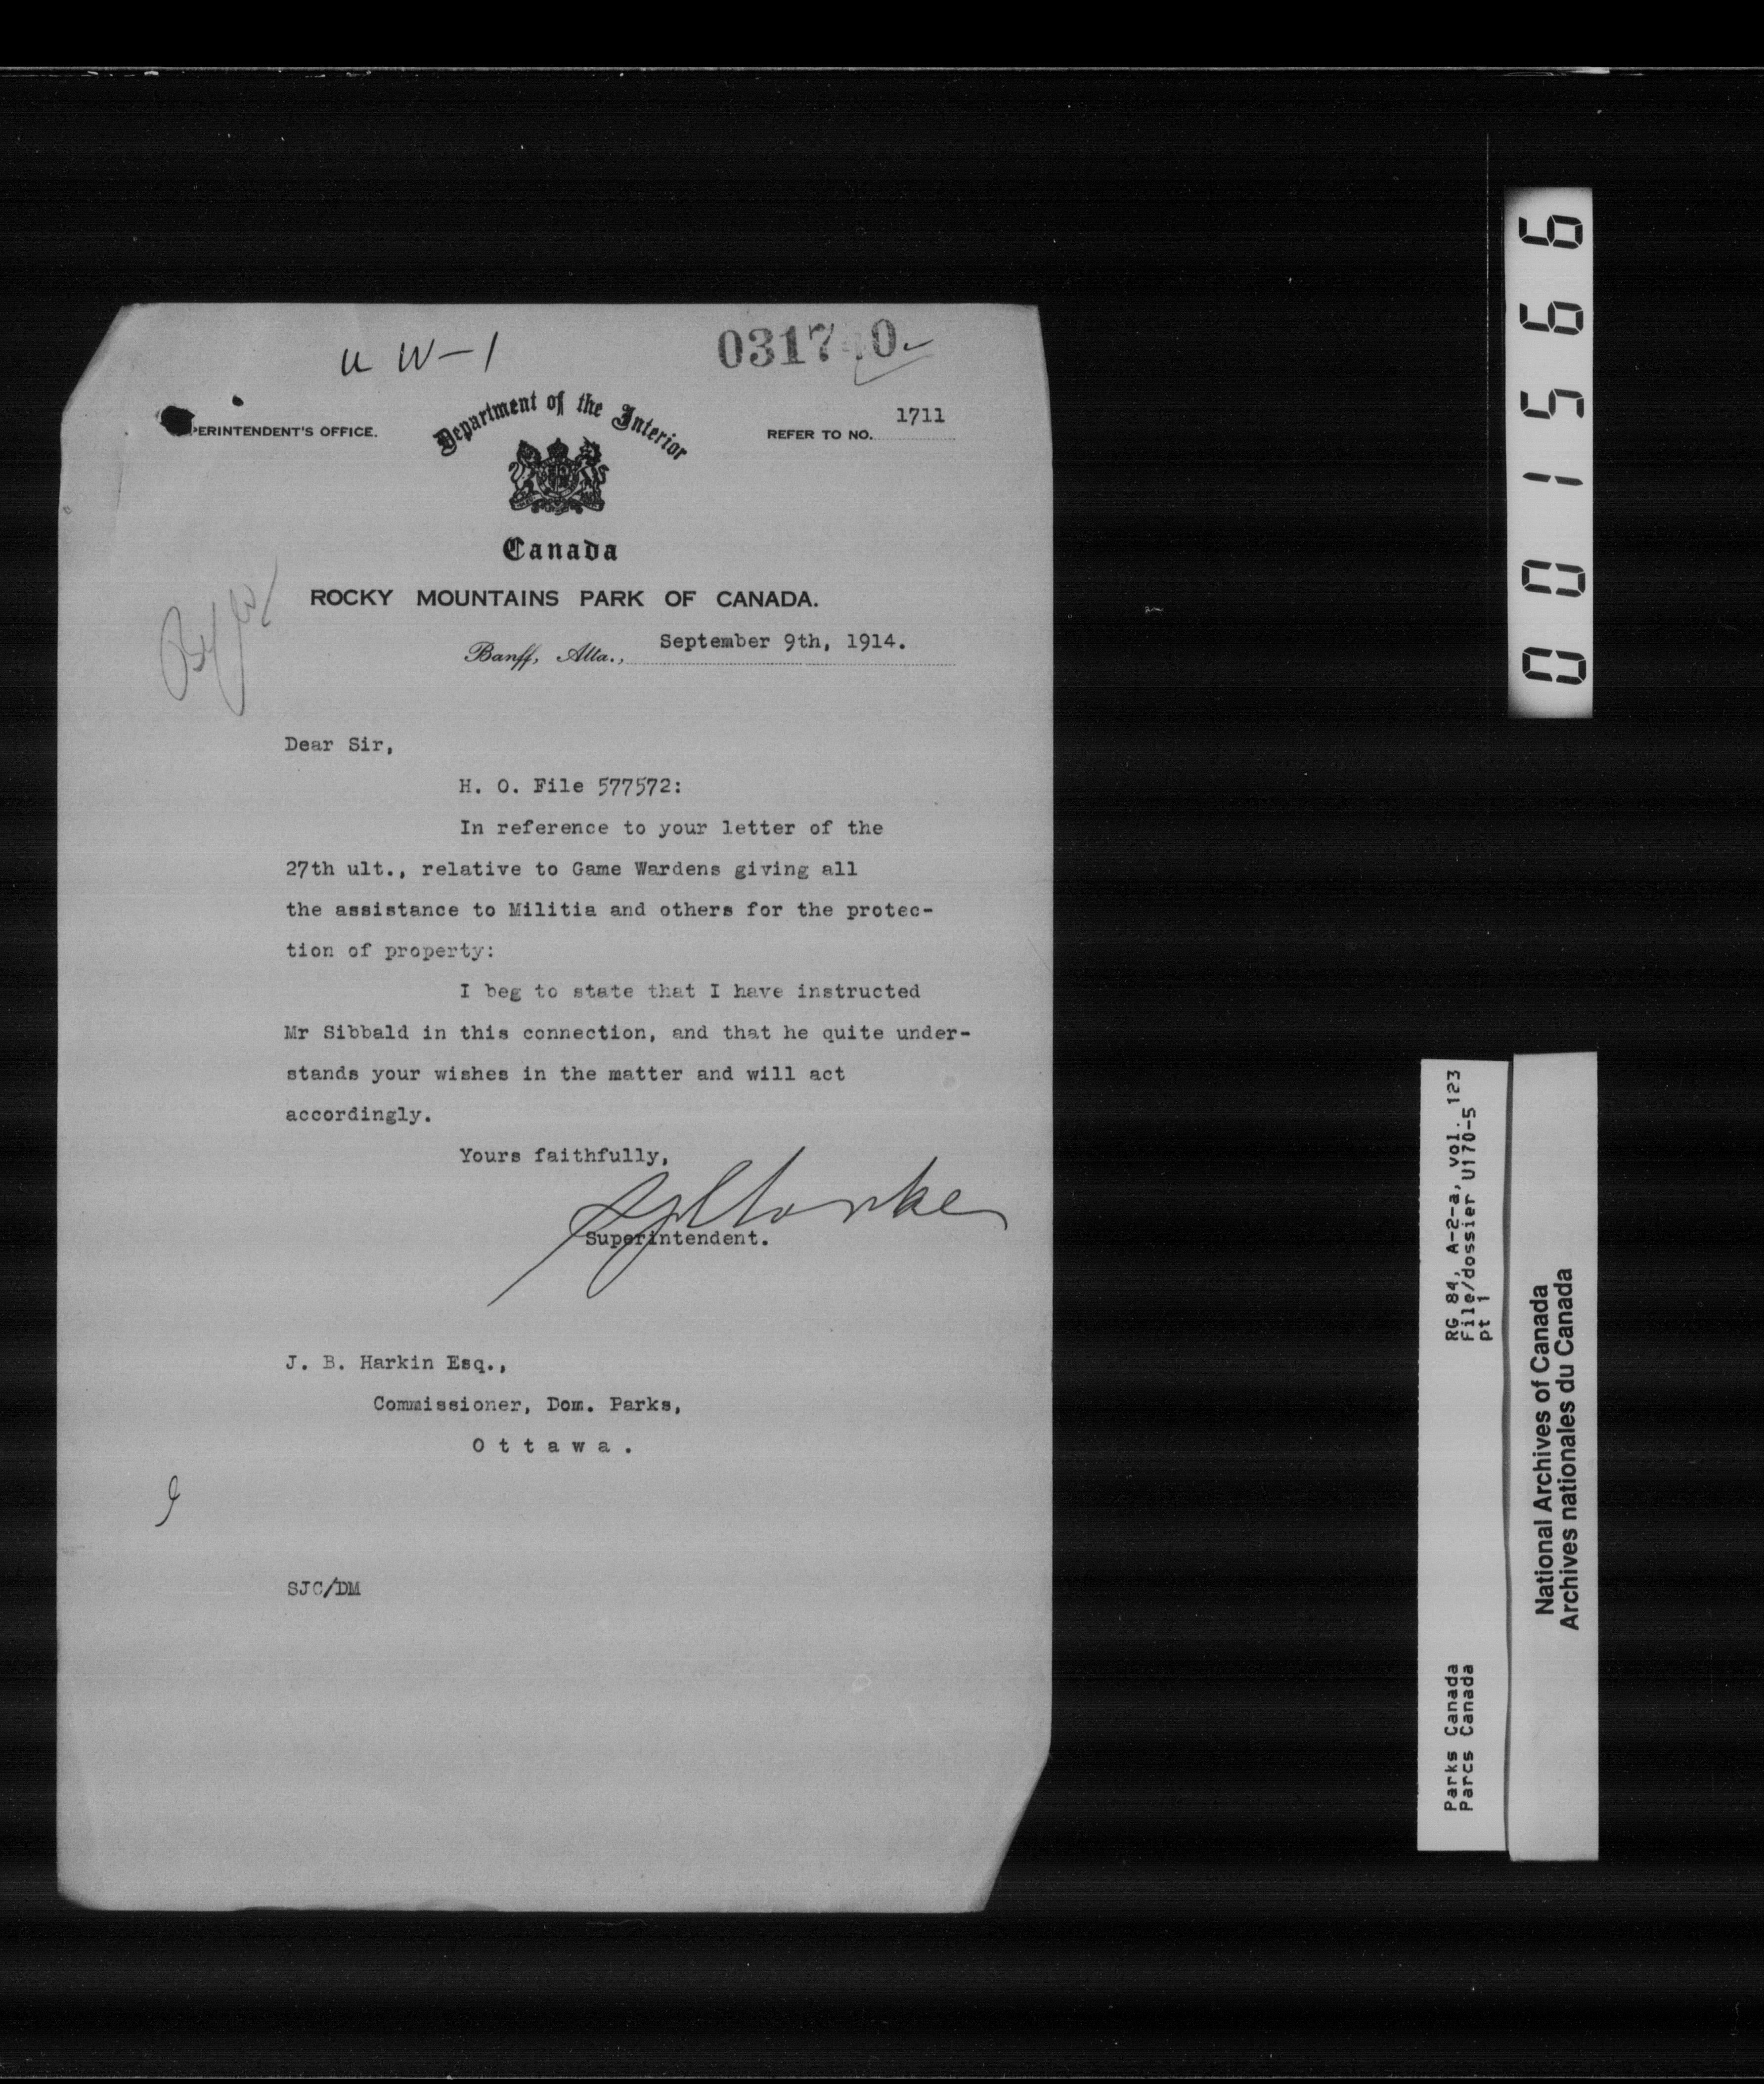 U W-1
PERINTENDENT'S OFFICE.
Department of the Interior
REFER TO NO. 1711
Canada
ROCKY MOUNTAINS PARK OF CANADA.
Banff, Alta., September 9th, 1914.
Dear Sir,
H. O. File 577572:
In reference to your letter of the
27th ult., relative to Game Wardens giving all
the assistance to Militia and others for the protec-
tion of property:
I beg to state that I have instructed
Mr Sibbald in this connection, and that he quite under-
stands your wishes in the matter and will act
accordingly.
Yours faithfully,
SJClarke
Superintendent.
J. B. Harkin Esq.,
Commissioner, Dom. Parks,
Ottawa.
SJC/DM
001566
RG 84, A-2-a, vol. 123
File/dossier U170-5
pt 1
Parks Canada
Parcs Canada
National Archives of Canada
Archives nationales du Canada